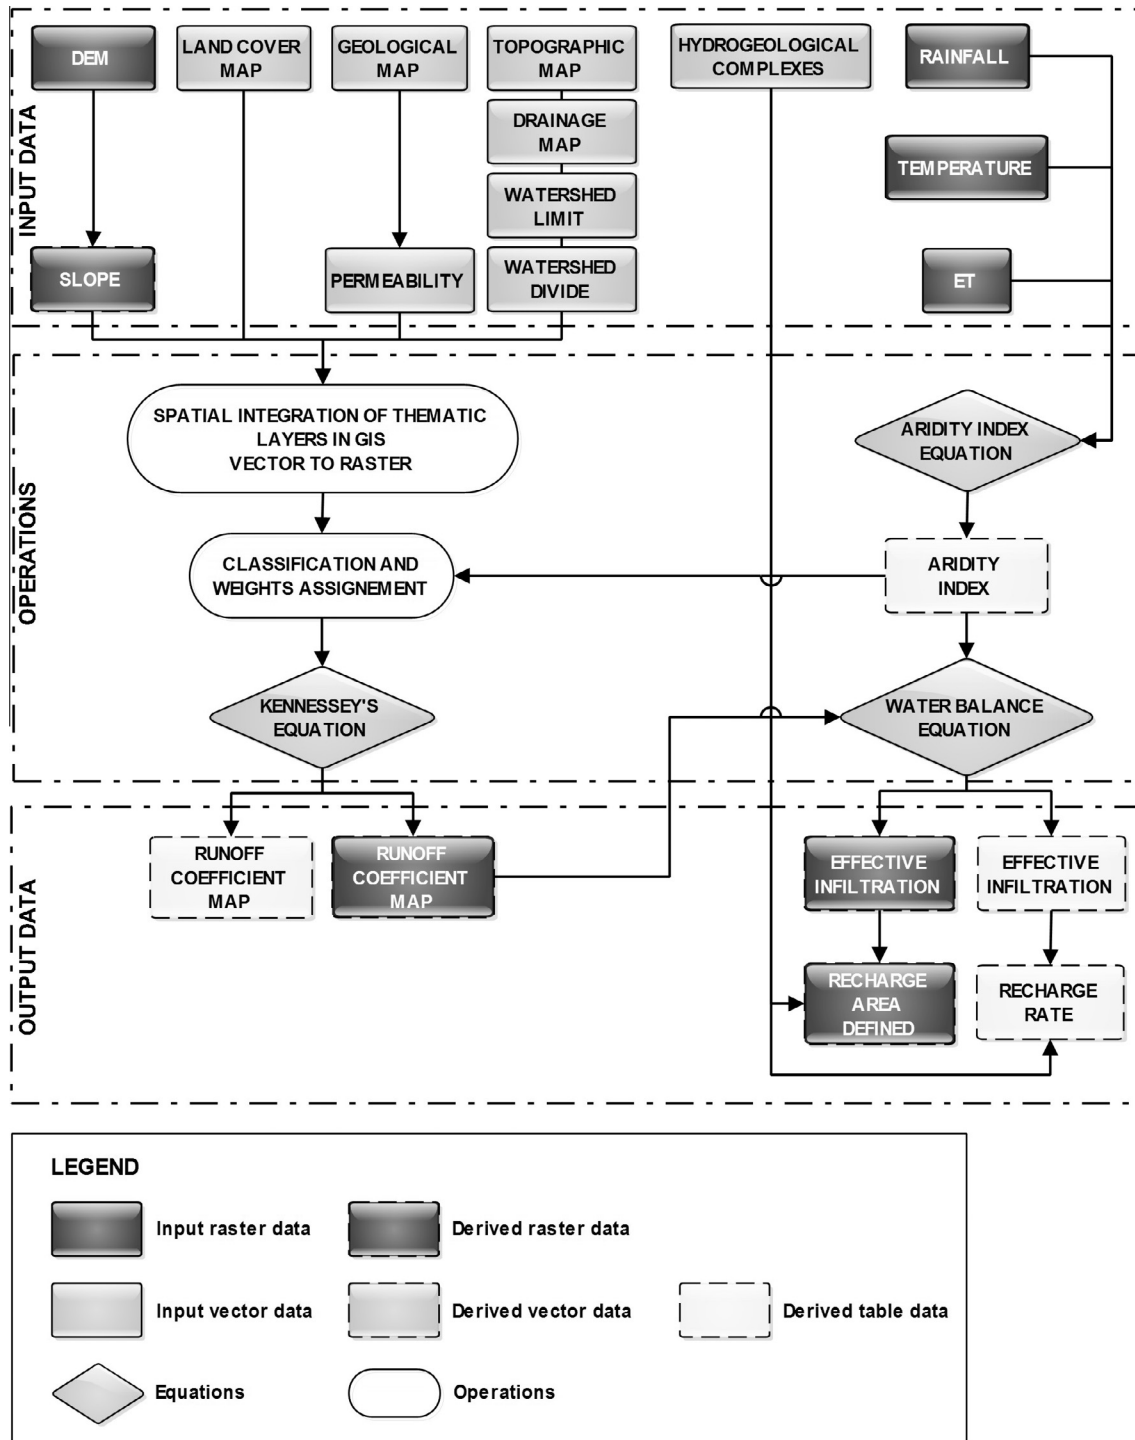 INPUT DATA
DEM
LAND COVER
MAP
GEOLOGICAL
MAP
TOPOGRAPHIC
MAP
DRAINAGE
MAP
WATERSHED
LIMIT
WATERSHED
DIVIDE
HYDROGEOLOGICAL
COMPLEXES
RAINFALL
TEMPERATURE
ET
SLOPE
PERMEABILITY
OPERATIONS
SPATIAL INTEGRATION OF THEMATIC
LAYERS IN GIS
VECTOR TO RASTER
ARIDITY INDEX
EQUATION
CLASSIFICATION AND
WEIGHTS ASSIGNEMENT
ARIDITY
INDEX
KENNESSEY'S
EQUATION
WATER BALANCE
EQUATION
OUTPUT DATA
RUNOFF
COEFFICIENT
MAP
RUNOFF
COEFFICIENT
MAP
EFFECTIVE
INFILTRATION
EFFECTIVE
INFILTRATION
RECHARGE
AREA
DEFINED
RECHARGE
RATE
LEGEND
Input raster data
Derived raster data
Input vector data
Derived vector data
Derived table data
Equations
Operations